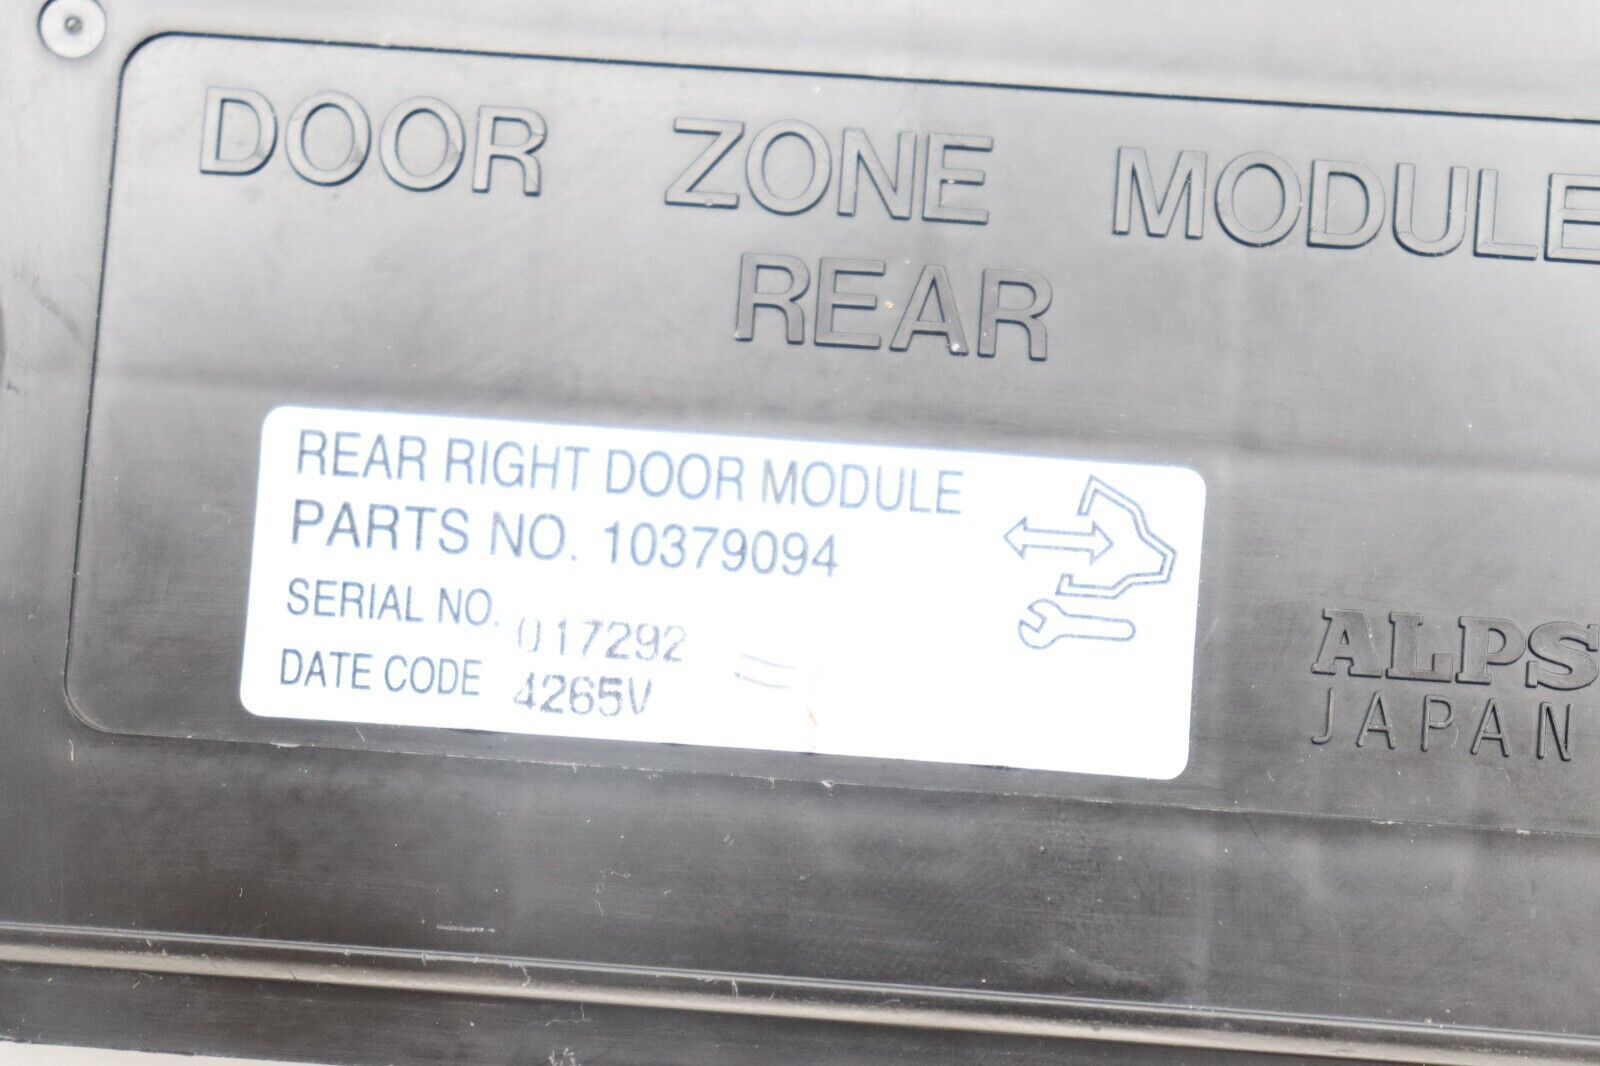 DOOR ZONE MODULE
REAR
REAR RIGHT DOOR MODULE
PARTS NO. 10379094
SERIAL NO. 017292
DATE CODE 4265V
ALPS
JAPAN